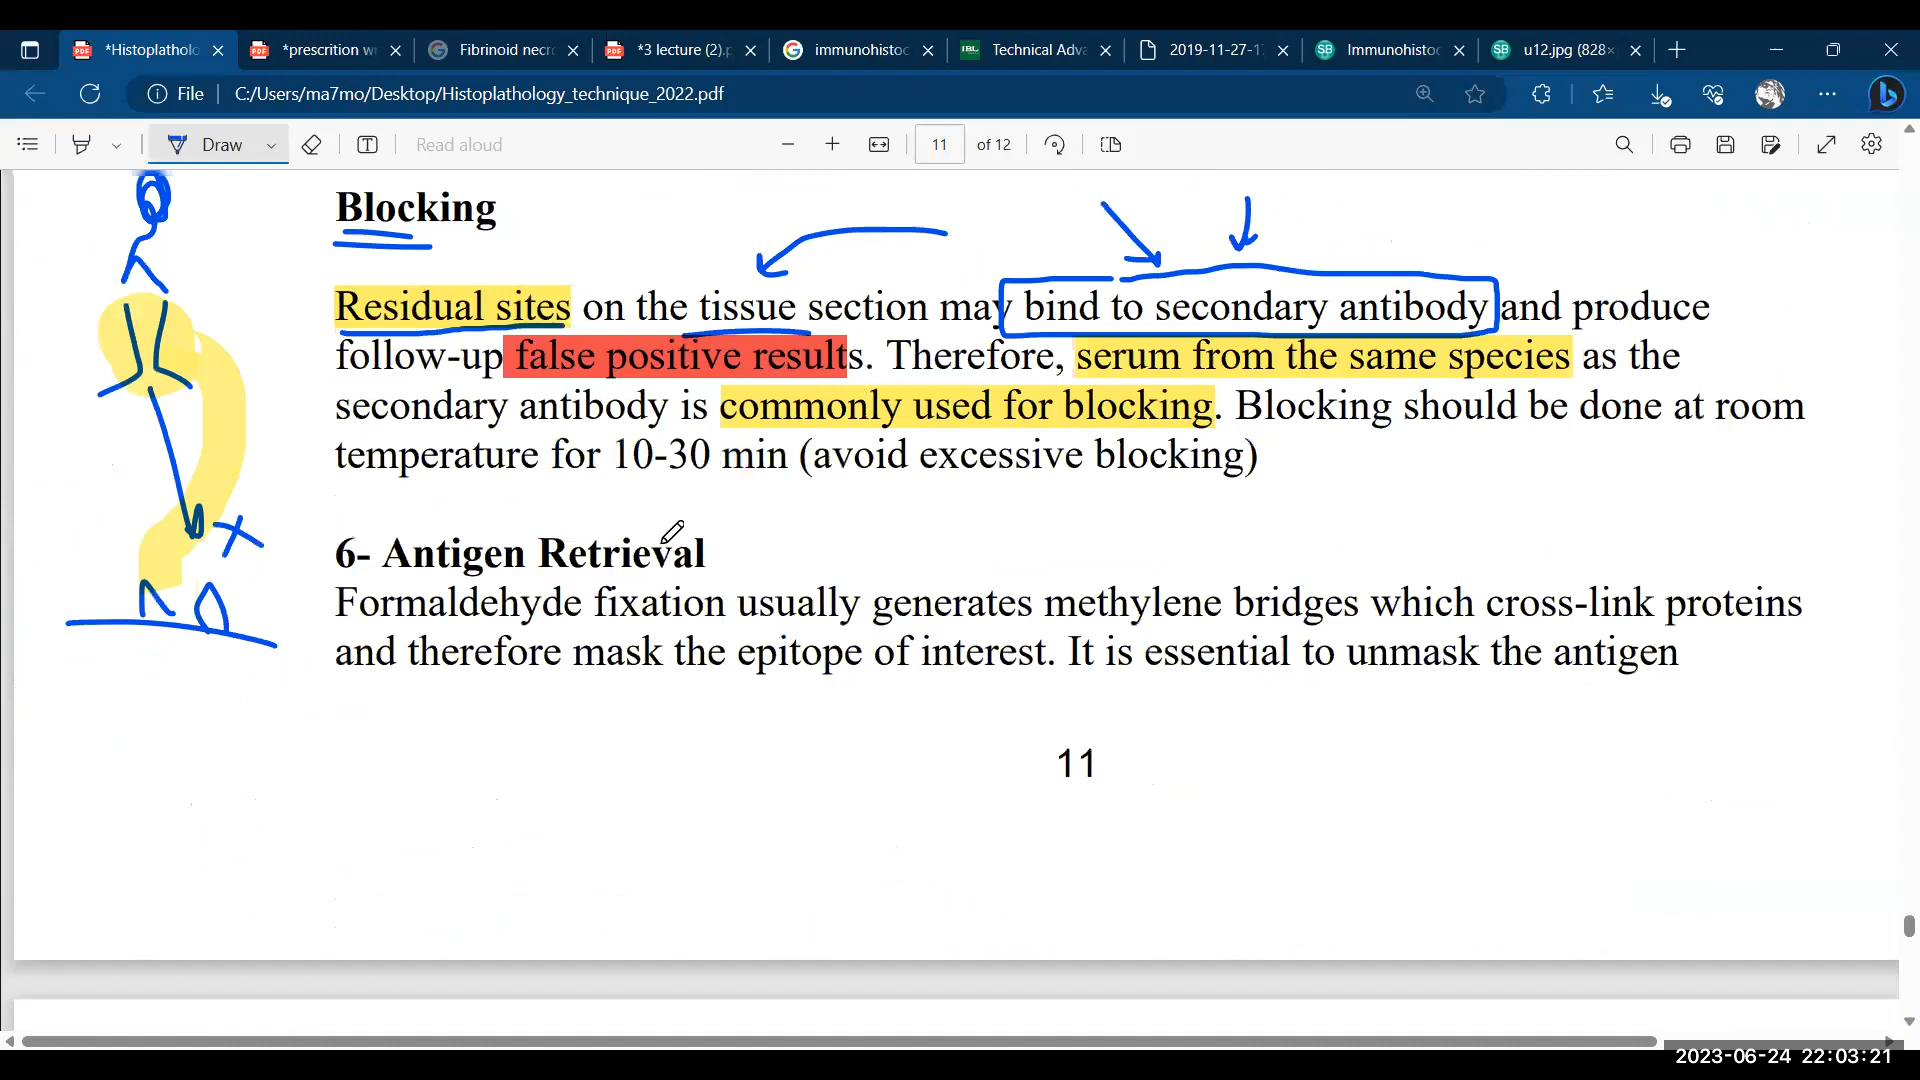 *Histoplatholo
*prescrition w
Fibrinoid necr
*3 lecture (2).p
immunohistoc
Technical Adva
2019-11-27-1
Immunohistoc
u12.jpg (828×
File
C:/Users/ma7mo/Desktop/Histoplathology_technique_2022.pdf
Draw
Read aloud
11
of 12
Blocking
Residual sites on the tissue section may bind to secondary antibody and produce
follow-up false positive results. Therefore, serum from the same species as the
secondary antibody is commonly used for blocking. Blocking should be done at room
temperature for 10-30 min (avoid excessive blocking)
6- Antigen Retrieval
Formaldehyde fixation usually generates methylene bridges which cross-link proteins
and therefore mask the epitope of interest. It is essential to unmask the antigen
11
2023-06-24 22:03:21